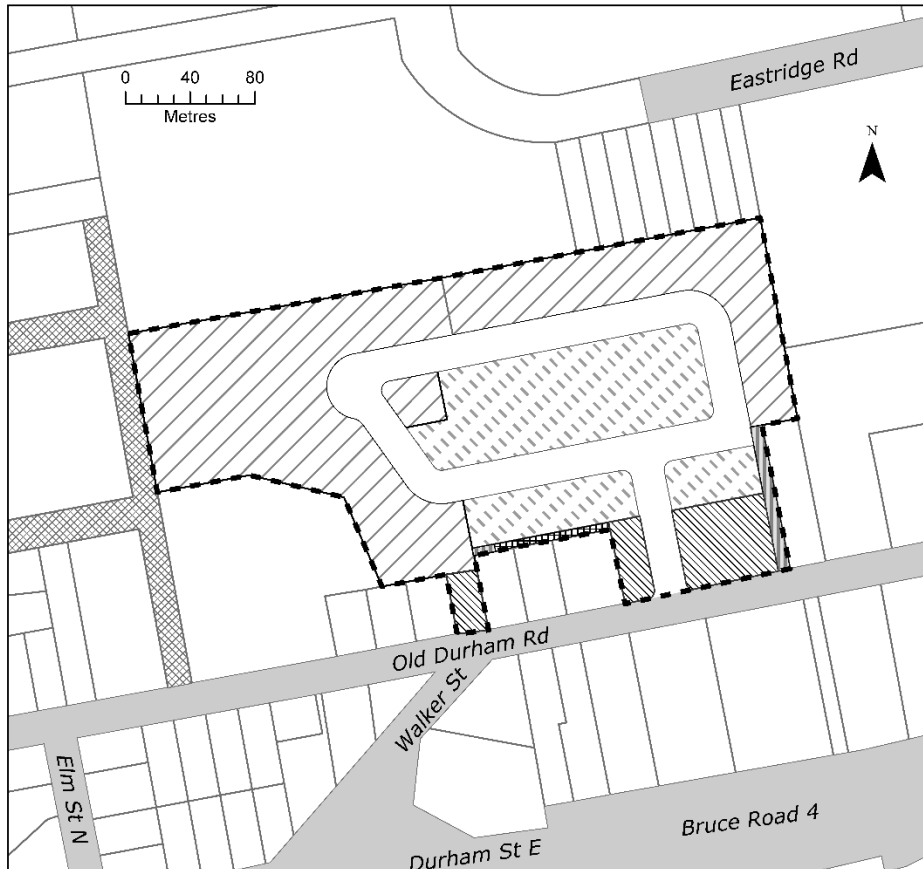 0 40 80
Metres
Eastridge Rd
N
Old Durham Rd
Walker St
Elm St N
Bruce Road 4
Durham St E